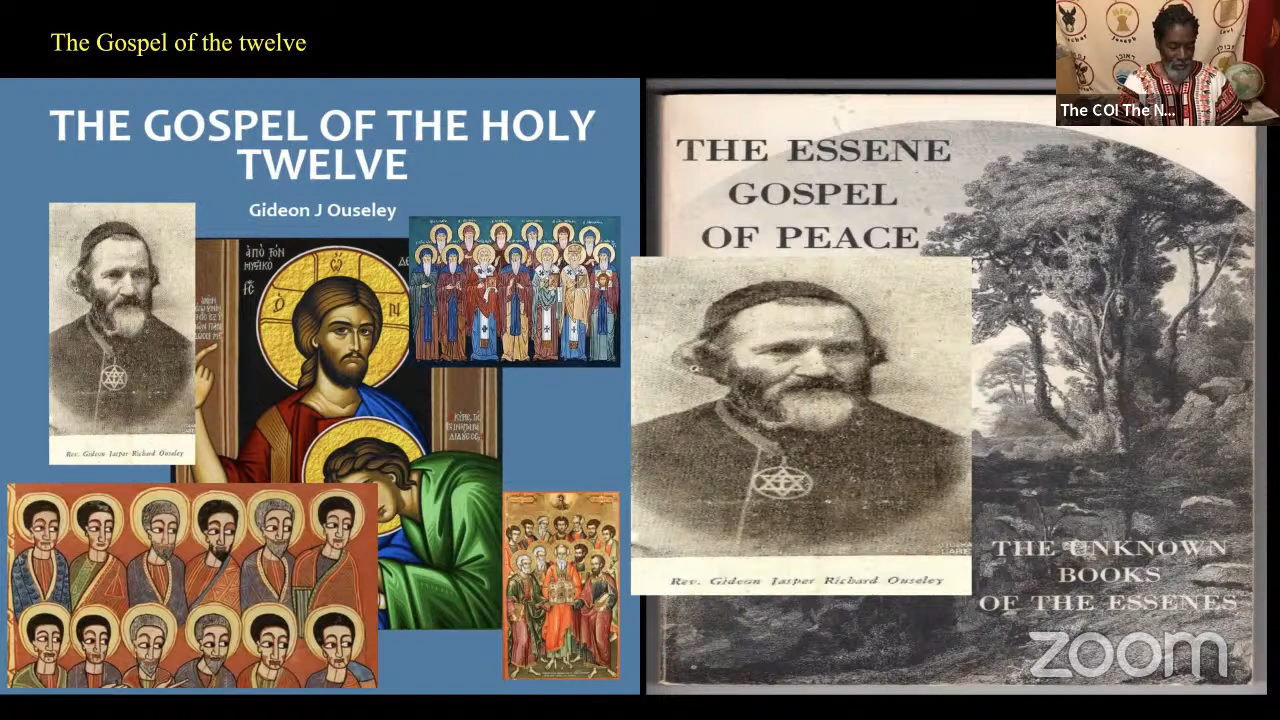 The Gospel of the twelve
The COI The N...
THE GOSPEL OF THE HOLY
TWELVE
Gideon J Ouseley
Rev. Gideon Jasper Richard Ouseley
THE ESSENE
GOSPEL
OF PEACE
Rev. Gideon Jasper Richard Ouseley
THE UNKNOWN
BOOKS
OF THE ESSENES
zoom